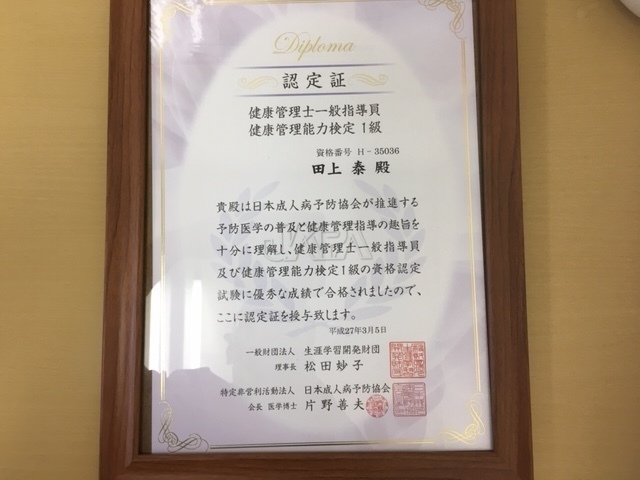 Diploma
認定証
健康管理士一般指導員
健康管理能力検定1級
資格番号 H-35036
田上 泰 殿
貴殿は日本成人病予防協会が推進する
予防医学の普及と健康管理指導の趣旨を
十分に理解し、健康管理士一般指導員
及び健康管理能力検定1級の資格認定
試験に優秀な成績で合格されましたので、
ここに認定証を授与致します。
平成27年3月5日
一般財団法人 生涯学習開発財団
理事長 松田妙子
特定非営利活動法人 日本成人病予防協会
会長 医学博士 片野善夫